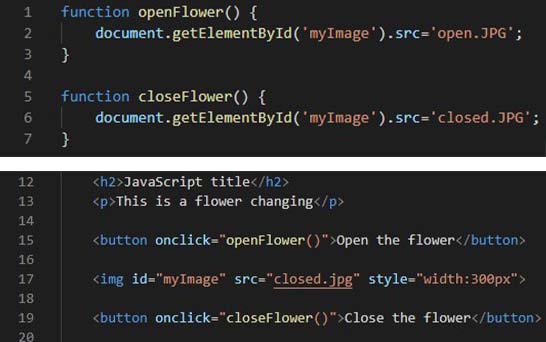 1 function openFlower() {
2 document.getElementById('myImage').src='open.JPG';
3 }
4
5 function closeFlower() {
6 document.getElementById('myImage').src='closed.JPG';
7 }
12 <h2>JavaScript title</h2>
13 <p>This is a flower changing</p>
14
15 <button onclick="openFlower()">Open the flower</button>
16
17 <img id="myImage" src="closed.jpg" style="width:300px">
18
19 <button onclick="closeFlower()">Close the flower</button>
20